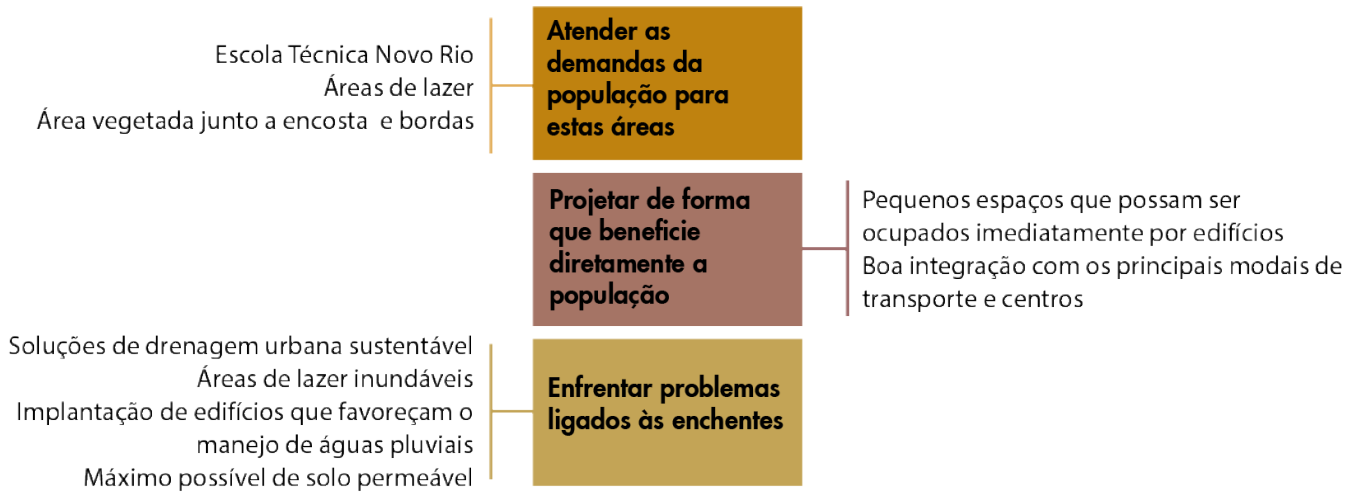 Escola Técnica Novo Rio
Áreas de lazer
Área vegetada junto a encosta e bordas
Atender as
demandas da
população para
estas áreas
Projetar de forma
que beneficie
diretamente a
população
Pequenos espaços que possam ser
ocupados imediatamente por edifícios
Boa integração com os principais modais de
transporte e centros
Soluções de drenagem urbana sustentável
Áreas de lazer inundáveis
Implantação de edifícios que favoreçam o
manejo de águas pluviais
Máximo possível de solo permeável
Enfrentar problemas
ligados às enchentes